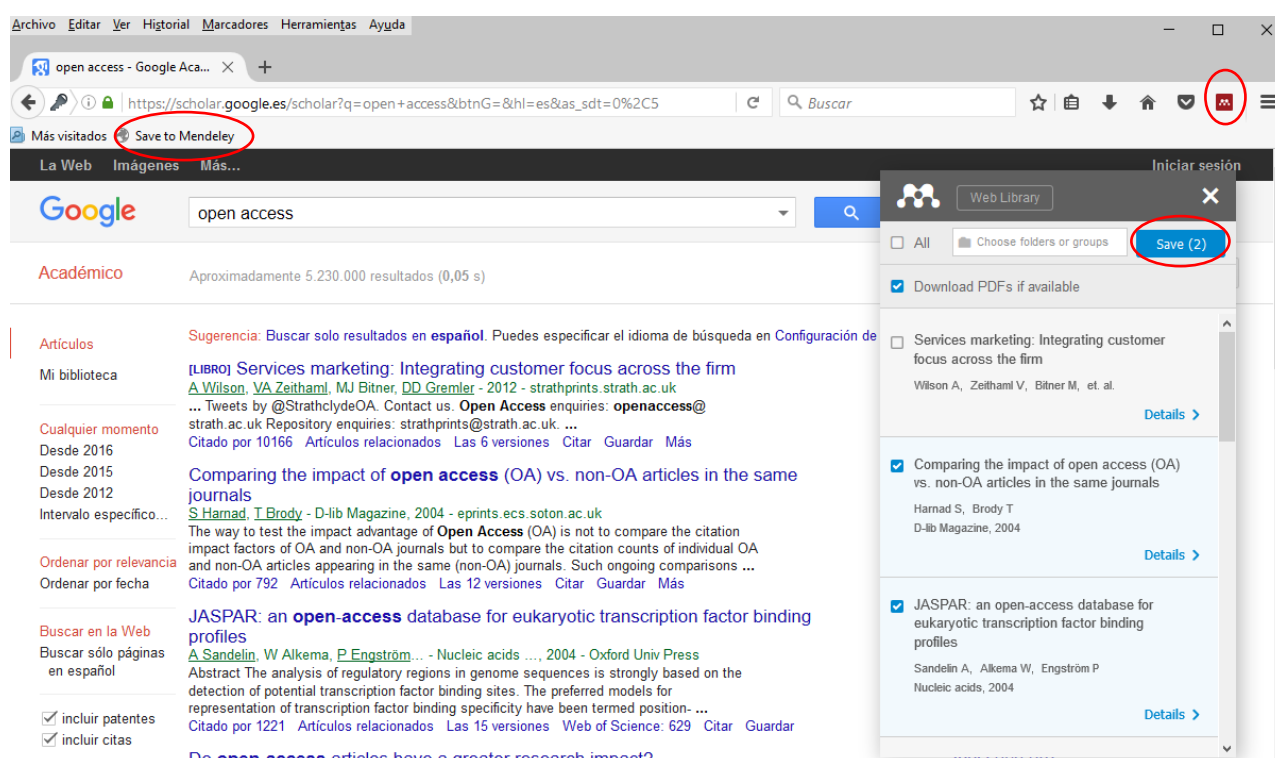 Archivo Editar Ver Historial Marcadores Herramientas Ayuda
open access - Google Aca...
https://scholar.google.es/scholar?q=open+access&btnG=&hl=es&as_sdt=0%2C5
Buscar
Más visitados Save to Mendeley
La Web Imágenes Más...
Iniciar sesión
Google
open access
Académico
Aproximadamente 5.230.000 resultados (0,05 s)
Artículos
Mi biblioteca
Cualquier momento
Desde 2016
Desde 2015
Desde 2012
Intervalo específico...
Ordenar por relevancia
Ordenar por fecha
Buscar en la Web
Buscar sólo páginas
en español
incluir patentes
incluir citas
Sugerencia: Buscar solo resultados en español. Puedes especificar el idioma de búsqueda en Configuración de
[LIBRO] Services marketing: Integrating customer focus across the firm
A Wilson, VA Zeithaml, MJ Bitner, DD Gremler - 2012 - strathprints.strath.ac.uk
... Tweets by @StrathclydeOA. Contact us. Open Access enquiries: openaccess@
strath.ac.uk Repository enquiries: strathprints@strath.ac.uk. ...
Citado por 10166 Artículos relacionados Las 6 versiones Citar Guardar Más
Comparing the impact of open access (OA) vs. non-OA articles in the same
journals
S Harnad, T Brody - D-lib Magazine, 2004 - eprints.ecs.soton.ac.uk
The way to test the impact advantage of Open Access (OA) is not to compare the citation
impact factors of OA and non-OA journals but to compare the citation counts of individual OA
and non-OA articles appearing in the same (non-OA) journals. Such ongoing comparisons ...
Citado por 792 Artículos relacionados Las 12 versiones Citar Guardar Más
JASPAR: an open-access database for eukaryotic transcription factor binding
profiles
A Sandelin, W Alkema, P Engström... - Nucleic acids ..., 2004 - Oxford Univ Press
Abstract The analysis of regulatory regions in genome sequences is strongly based on the
detection of potential transcription factor binding sites. The preferred models for
representation of transcription factor binding specificity have been termed position- ...
Citado por 1221 Artículos relacionados Las 15 versiones Web of Science: 629 Citar Guardar
Do open access articles have a greater research impact?
Web Library
All Choose folders or groups Save (2)
Download PDFs if available
Services marketing: Integrating customer
focus across the firm
Wilson A, Zeithaml V, Bitner M, et. al.
Details
Comparing the impact of open access (OA)
vs. non-OA articles in the same journals
Harnad S, Brody T
D-lib Magazine, 2004
Details
JASPAR: an open-access database for
eukaryotic transcription factor binding
profiles
Sandelin A, Alkema W, Engström P
Nucleic acids, 2004
Details